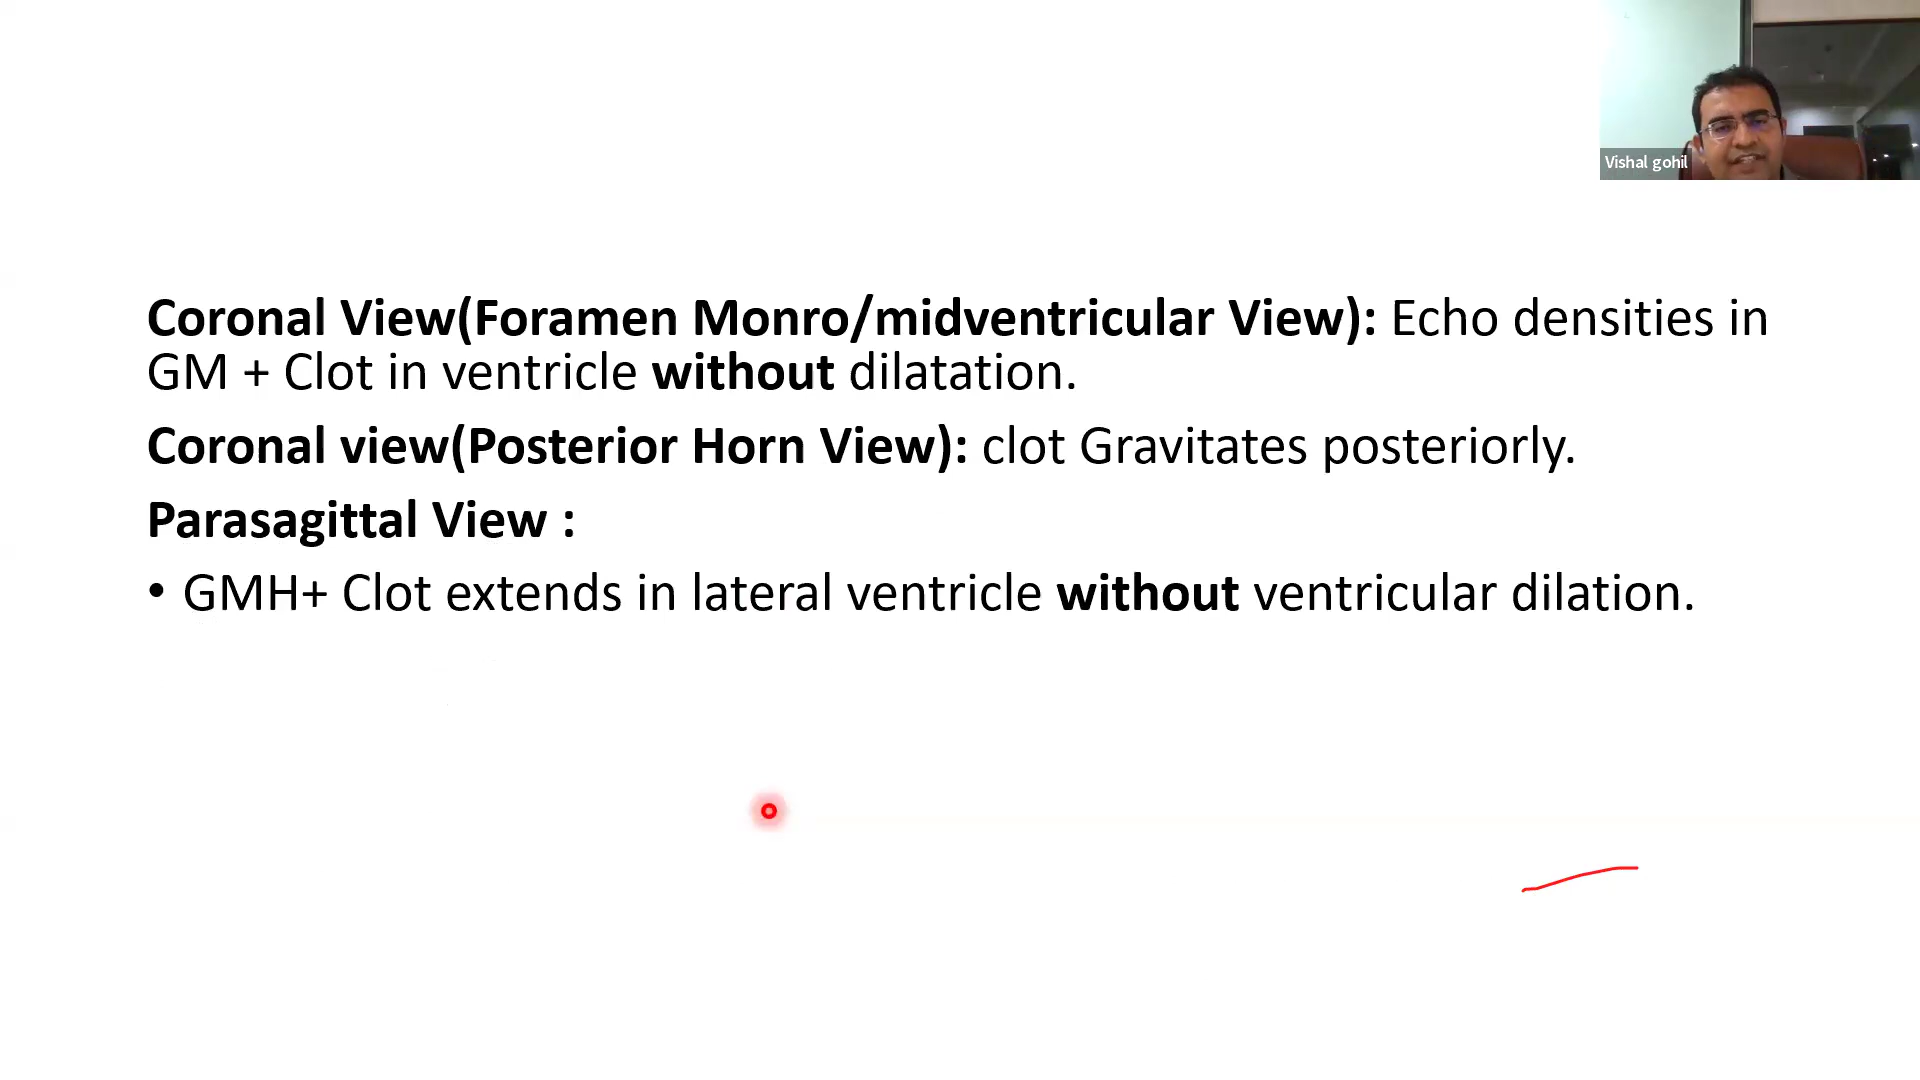 Vishal gohil
Coronal View(Foramen Monro/midventricular View): Echo densities in
GM + Clot in ventricle without dilatation.
Coronal view(Posterior Horn View): clot Gravitates posteriorly.
Parasagittal View :
• GMH+ Clot extends in lateral ventricle without ventricular dilation.